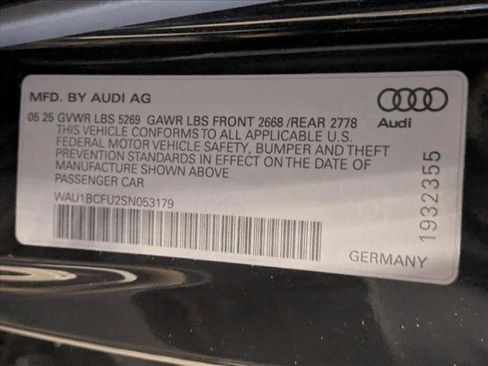 MFD. BY AUDI AG
05 25 GVWR LBS 5269 GAWR LBS FRONT 2668 /REAR 2778
THIS VEHICLE CONFORMS TO ALL APPLICABLE U.S.
FEDERAL MOTOR VEHICLE SAFETY, BUMPER AND THEFT
PREVENTION STANDARDS IN EFFECT ON THE DATE OF
MANUFACTURE SHOWN ABOVE
PASSENGER CAR
WAU1BCFU2SN053179
Audi
1932355
GERMANY